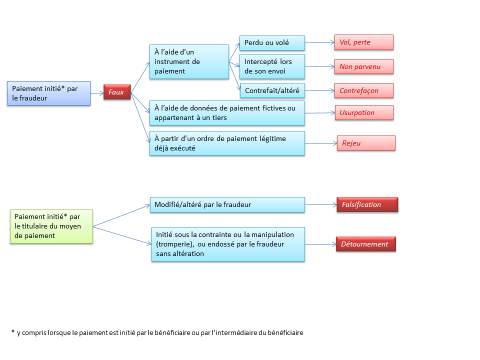 Perdu ou volé
Vol, perte
À l'aide d'un
instrument de
paiement
Intercepté lors
de son envoi
Non parvenu
Paiement initié* par
le fraudeur
Faux
Contrefait/altéré
Contrefaçon
À l'aide de données de paiement fictives ou
appartenant à un tiers
Usurpation
À partir d'un ordre de paiement légitime
déjà exécuté
Rejeu
Paiement initié* par
le titulaire du moyen
de paiement
Modifié/altéré par le fraudeur
Falsification
Initié sous la contrainte ou la manipulation
(tromperie), ou endossé par le fraudeur
sans altération
Détournement
* y compris lorsque le paiement est initié par le bénéficiaire ou par l'intermédiaire du bénéficiaire